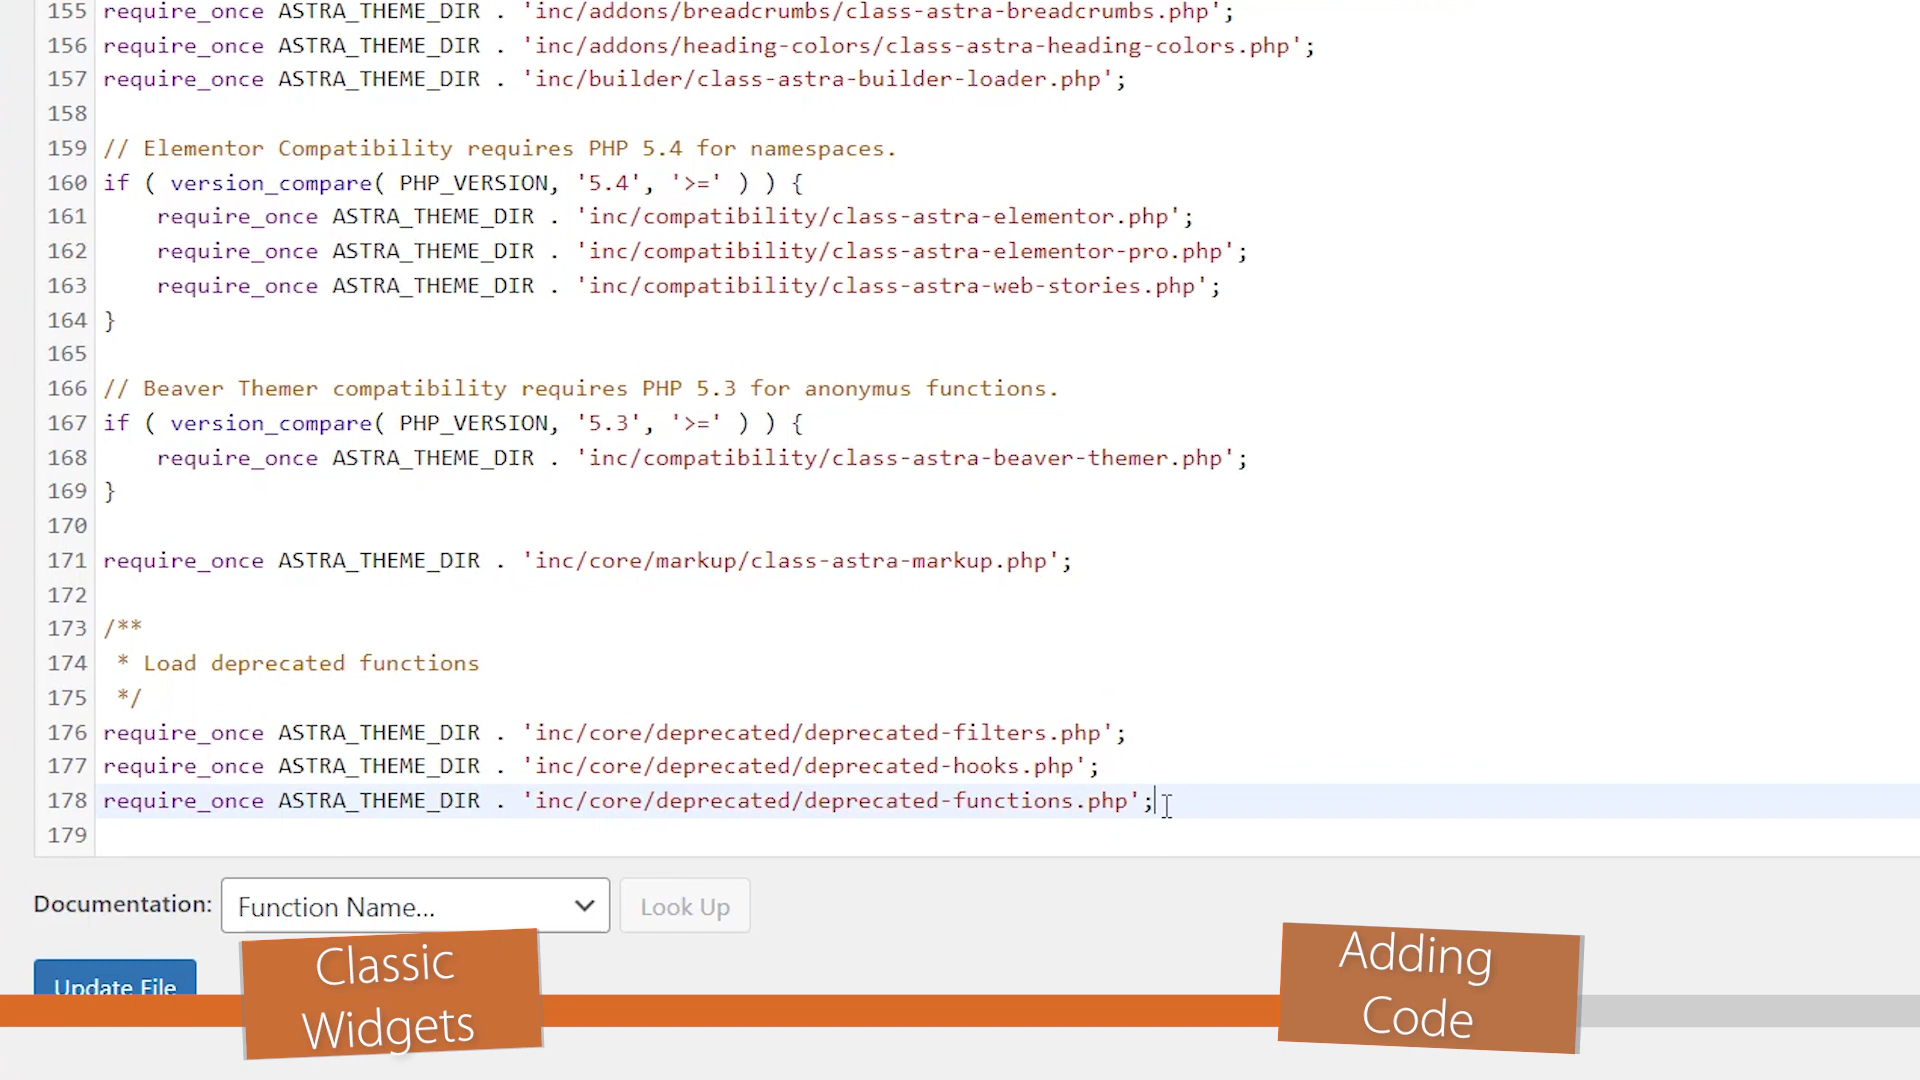 155 require_once ASTRA_THEME_DIR . 'inc/addons/breadcrumbs/class-astra-breadcrumbs.php';
156 require_once ASTRA_THEME_DIR . 'inc/addons/heading-colors/class-astra-heading-colors.php';
157 require_once ASTRA_THEME_DIR . 'inc/builder/class-astra-builder-loader.php';
158
159 // Elementor Compatibility requires PHP 5.4 for namespaces.
160 if ( version_compare( PHP_VERSION, '5.4', '>=' ) ) {
161     require_once ASTRA_THEME_DIR . 'inc/compatibility/class-astra-elementor.php';
162     require_once ASTRA_THEME_DIR . 'inc/compatibility/class-astra-elementor-pro.php';
163     require_once ASTRA_THEME_DIR . 'inc/compatibility/class-astra-web-stories.php';
164 }
165
166 // Beaver Themer compatibility requires PHP 5.3 for anonymus functions.
167 if ( version_compare( PHP_VERSION, '5.3', '>=' ) ) {
168     require_once ASTRA_THEME_DIR . 'inc/compatibility/class-astra-beaver-themer.php';
169 }
170
171 require_once ASTRA_THEME_DIR . 'inc/core/markup/class-astra-markup.php';
172
173 /**
174  * Load deprecated functions
175  */
176 require_once ASTRA_THEME_DIR . 'inc/core/deprecated/deprecated-filters.php';
177 require_once ASTRA_THEME_DIR . 'inc/core/deprecated/deprecated-hooks.php';
178 require_once ASTRA_THEME_DIR . 'inc/core/deprecated/deprecated-functions.php';
179
Documentation: Function Name... Look Up
Update File
Classic
Widgets
Adding
Code